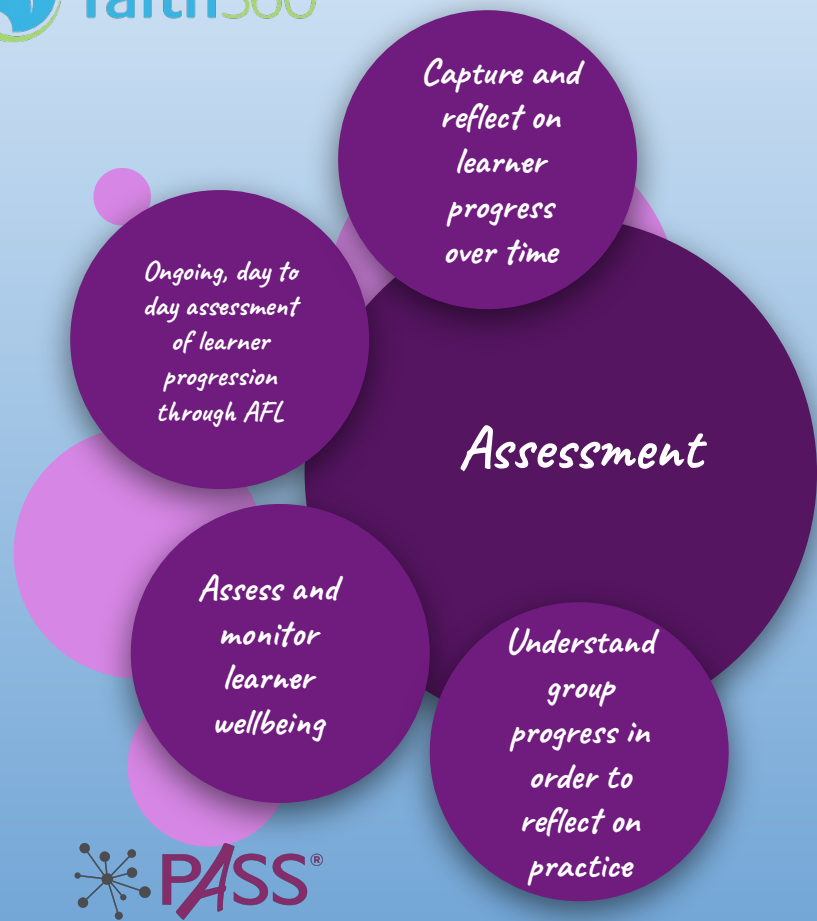 faith360
Capture and
reflect on
learner
progress
over time
Ongoing, day to
day assessment
of learner
progression
through AFL
Assessment
Assess and
monitor
learner
wellbeing
Understand
group
progress in
order to
reflect on
practice
PASS®